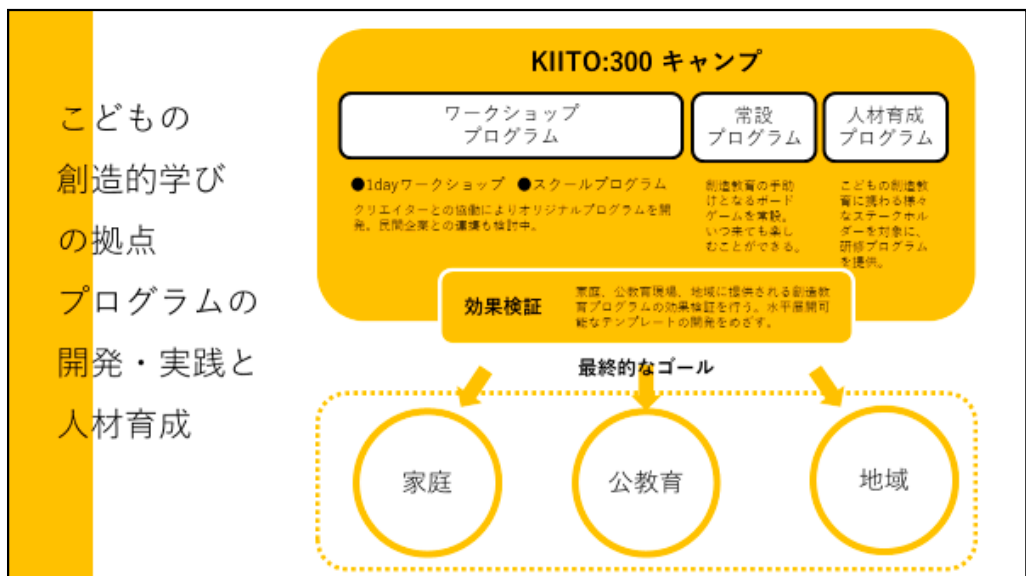 こどもの
創造的学び
の拠点
プログラムの
開発・実践と
人材育成
KIITO:300 キャンプ
ワークショップ
プログラム
●1dayワークショップ ●スクールプログラム
クリエイターとの協働によりオリジナルプログラムを開
発。民間企業との連携も検討中。
常設
プログラム
創造教育の手助
けとなるボード
ゲームを常設。
いつ来ても楽し
むことができる。
人材育成
プログラム
こどもの創造教
育に携わる様々
なステークホル
ダーを対象に、
研修プログラム
を提供。
効果検証
家庭、公教育現場、地域に提供される創造教
育プログラムの効果検証を行う。水平展開可
能なテンプレートの開発をめざす。
最終的なゴール
家庭
公教育
地域